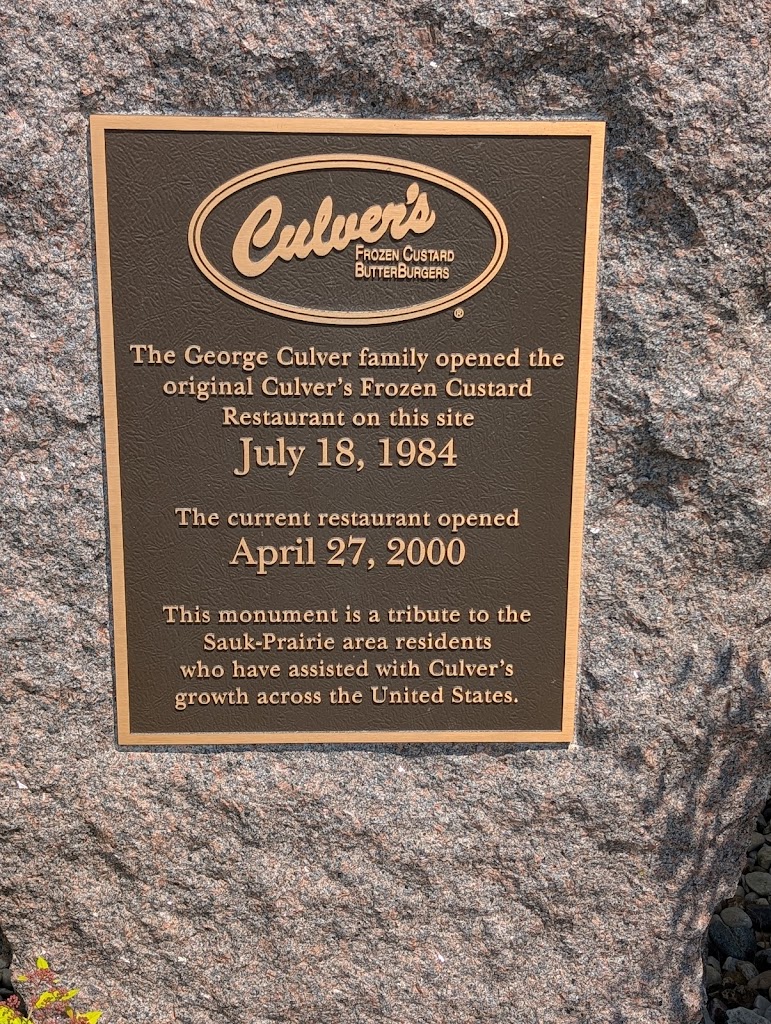 Culver's
Frozen Custard
ButterBurgers
®
The George Culver family opened the
original Culver's Frozen Custard
Restaurant on this site
July 18, 1984
The current restaurant opened
April 27, 2000
This monument is a tribute to the
Sauk-Prairie area residents
who have assisted with Culver's
growth across the United States.